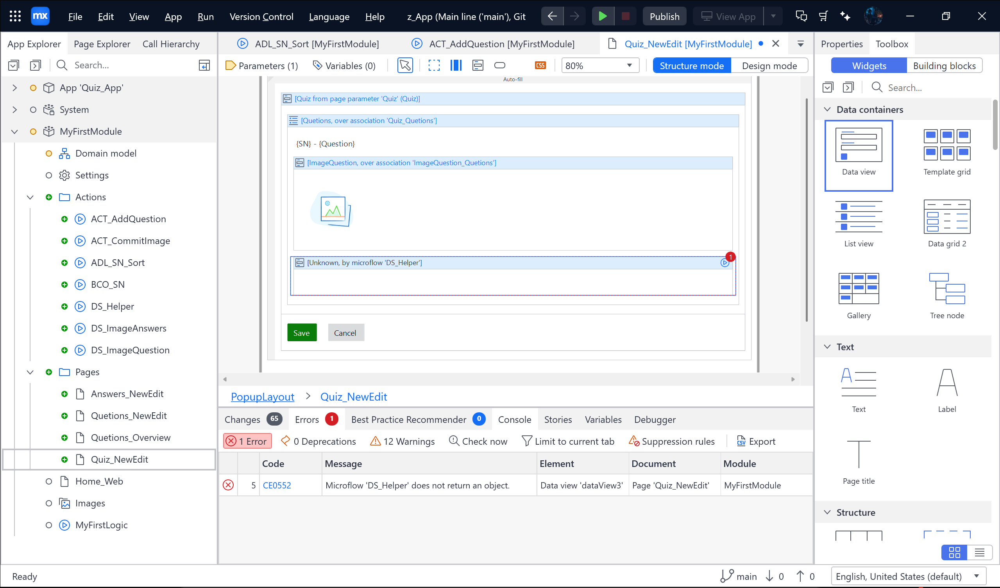 mx File Edit View App Run Version Control Language Help z_App (Main line ('main'), Git Publish View App
App Explorer Page Explorer Call Hierarchy
Search...
App 'Quiz_App'
System
MyFirstModule
Domain model
Settings
Actions
ACT_AddQuestion
ACT_CommitImage
ADL_SN_Sort
BCO_SN
DS_Helper
DS_ImageAnswers
DS_ImageQuestion
Pages
Answers_NewEdit
Quetions_NewEdit
Quetions_Overview
Quiz_NewEdit
Home_Web
Images
MyFirstLogic
ADL_SN_Sort [MyFirstModule] ACT_AddQuestion [MyFirstModule] Quiz_NewEdit [MyFirstModule]
Parameters (1) Variables (0) CSS 80% Structure mode Design mode
Auto-fill
[Quiz from page parameter 'Quiz' (Quiz)]
[Quetions, over association 'Quiz_Quetions']
{SN} - {Question}
[ImageQuestion, over association 'ImageQuestion_Quetions']
[Unknown, by microflow 'DS_Helper'] 1
Save Cancel
PopupLayout > Quiz_NewEdit
Changes 65 Errors 1 Best Practice Recommender 0 Console Stories Variables Debugger
1 Error 0 Deprecations 12 Warnings Check now Limit to current tab Suppression rules CSV Export
Code Message Element Document Module
5 CE0552 Microflow 'DS_Helper' does not return an object. Data view 'dataView3' Page 'Quiz_NewEdit' MyFirstModule
Properties Toolbox
Widgets Building blocks
Search...
Data containers
Data view Template grid
List view Data grid 2
Gallery Tree node
Text
Text Label
Page title
Structure
Ready main 0 0 English, United States (default)